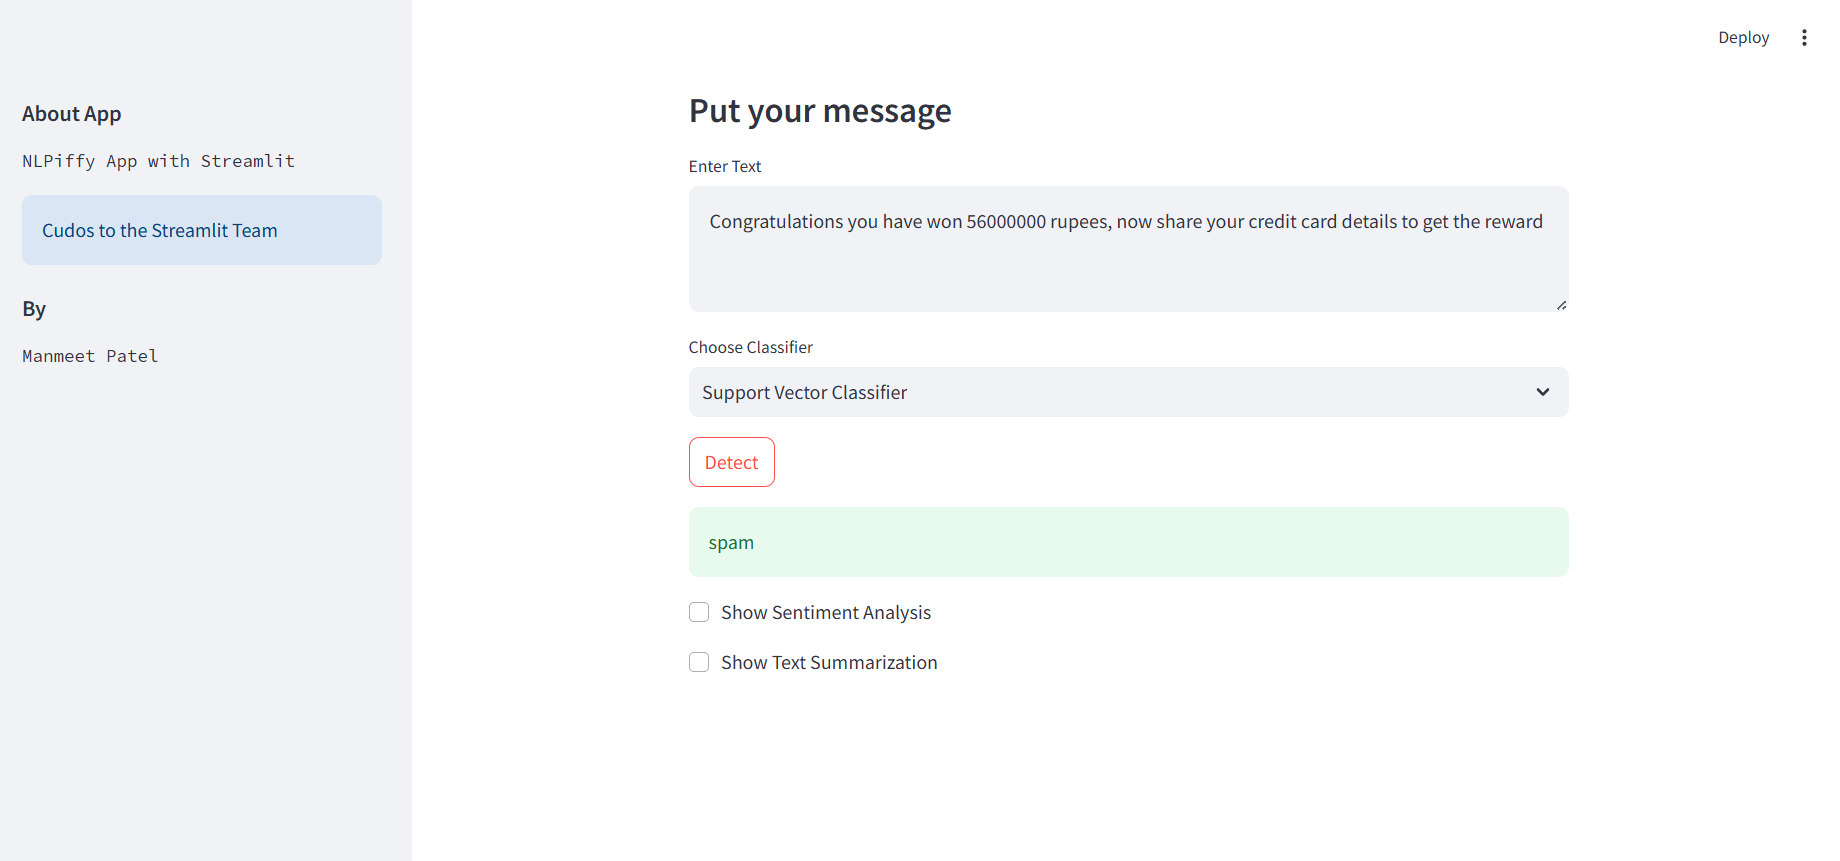 Deploy
About App
NLPiffy App with Streamlit
Cudos to the Streamlit Team
By
Manmeet Patel
Put your message
Enter Text
Congratulations you have won 56000000 rupees, now share your credit card details to get the reward
Choose Classifier
Support Vector Classifier
Detect
spam
Show Sentiment Analysis
Show Text Summarization